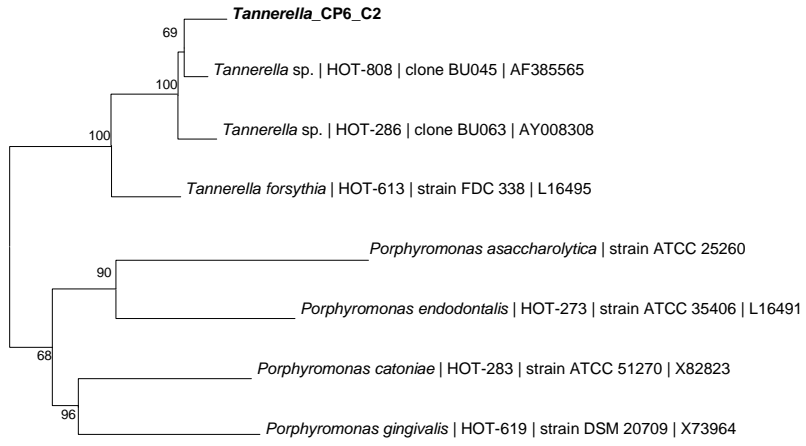 Tannerella_CP6_C2
69
Tannerella sp. | HOT-808 | clone BU045 | AF385565
100
Tannerella sp. | HOT-286 | clone BU063 | AY008308
100
Tannerella forsythia | HOT-613 | strain FDC 338 | L16495
Porphyromonas asaccharolytica | strain ATCC 25260
90
Porphyromonas endodontalis | HOT-273 | strain ATCC 35406 | L16491
68
Porphyromonas catoniae | HOT-283 | strain ATCC 51270 | X82823
96
Porphyromonas gingivalis | HOT-619 | strain DSM 20709 | X73964